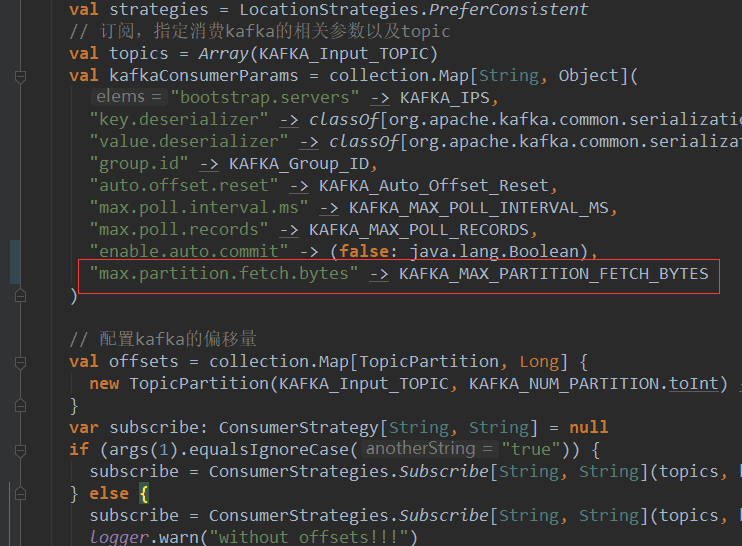 val strategies = LocationStrategies.PreferConsistent
// 订阅，指定消费kafka的相关参数以及topic
val topics = Array(KAFKA_Input_TOPIC)
val kafkaConsumerParams = collection.Map[String, Object](
elems = "bootstrap.servers" -> KAFKA_IPS,
"key.deserializer" -> classOf[org.apache.kafka.common.serializatio
"value.deserializer" -> classOf[org.apache.kafka.common.serializat
"group.id" -> KAFKA_Group_ID,
"auto.offset.reset" -> KAFKA_Auto_Offset_Reset,
"max.poll.interval.ms" -> KAFKA_MAX_POLL_INTERVAL_MS,
"max.poll.records" -> KAFKA_MAX_POLL_RECORDS,
"enable.auto.commit" -> (false: java.lang.Boolean),
"max.partition.fetch.bytes" -> KAFKA_MAX_PARTITION_FETCH_BYTES
)
// 配置kafka的偏移量
val offsets = collection.Map[TopicPartition, Long] {
new TopicPartition(KAFKA_Input_TOPIC, KAFKA_NUM_PARTITION.toInt)
}
var subscribe: ConsumerStrategy[String, String] = null
if (args(1).equalsIgnoreCase( anotherString = "true")) {
subscribe = ConsumerStrategies.Subscribe[String, String](topics,
} else {
subscribe = ConsumerStrategies.Subscribe[String, String](topics,
logger.warn("without offsets!!!")